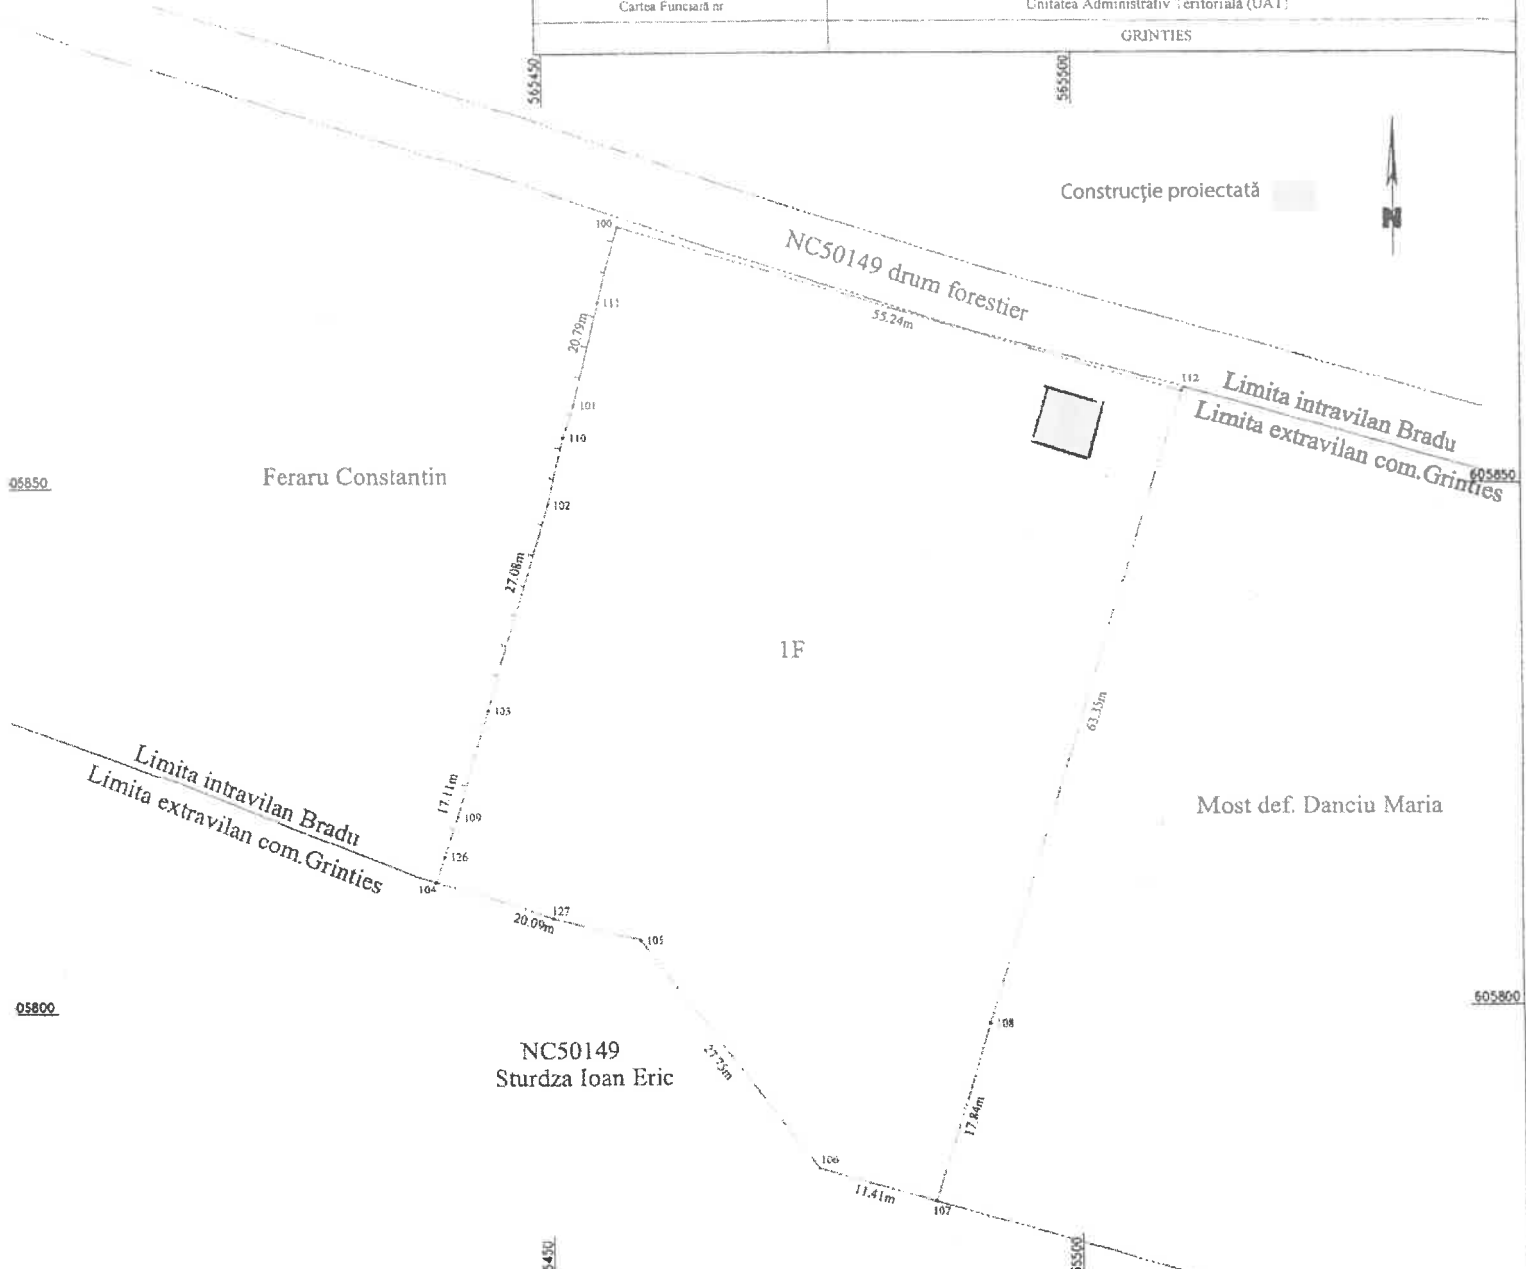 Cartea Funciară nr
Unitatea Administrativ Teritorială (UAT)
GRINTIES
565450
565500
Construcție proiectată
N
100
NC50149 drum forestier
111
20.79m
55.24m
112
Limita intravilan Bradu
Limita extravilan com.Grinties
101
110
Feraru Constantin
05850
605850
102
27.08m
1F
103
63.35m
Limita intravilan Bradu
Limita extravilan com.Grinties
17.11m
109
Most def. Danciu Maria
126
104
127
20.09m
105
05800
605800
108
NC50149
Sturdza Ioan Eric
27.75m
17.84m
106
11.41m
107
5450
5500